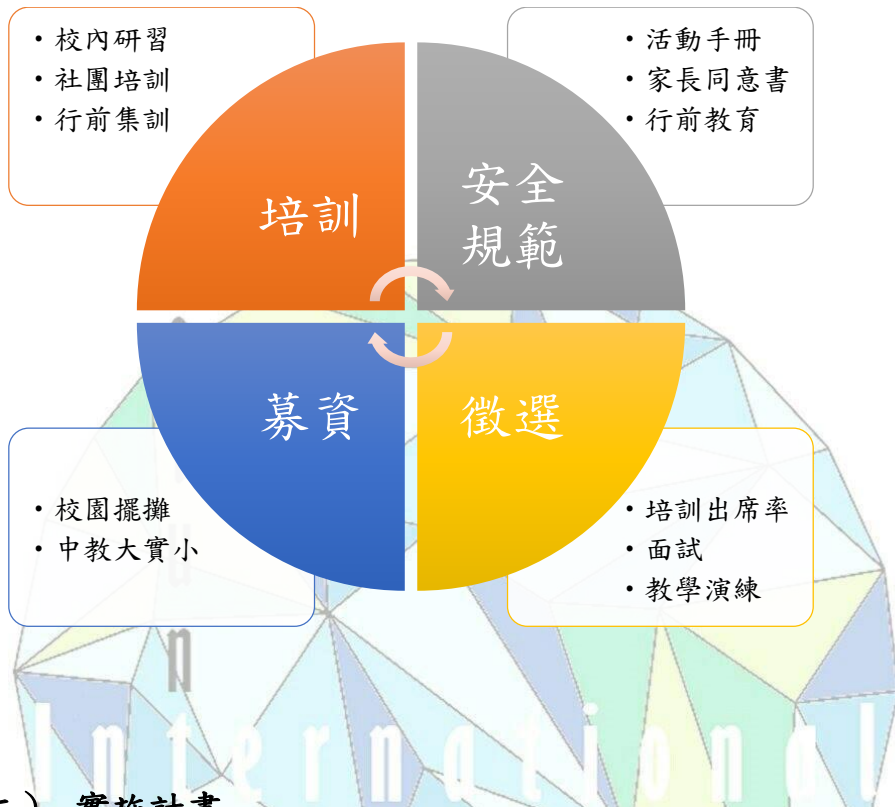 ・校內研習
・社團培訓
・行前集訓
・活動手冊
・家長同意書
・行前教育
培訓
安全
規範
募資
徵選
・校園擺攤
・中教大實小
・培訓出席率
・面試
・教學演練
International
） 實施計畫